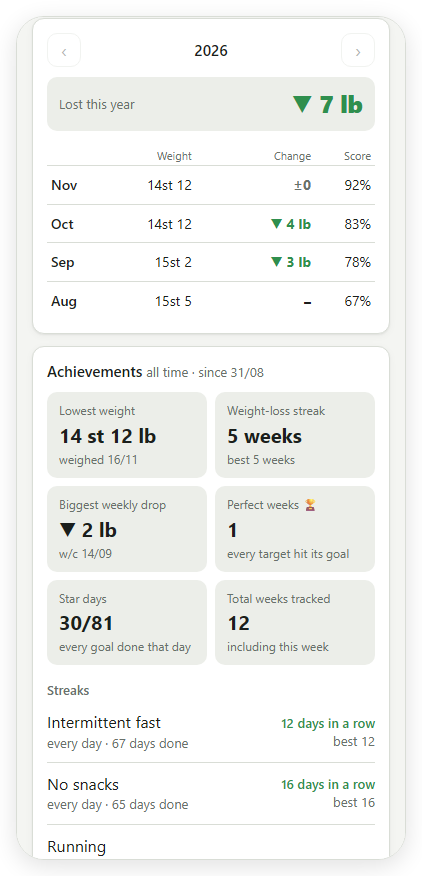 ‹ 2026 ›
Lost this year ▼ 7 lb
Weight Change Score
Nov 14st 12 ±0 92%
Oct 14st 12 ▼ 4 lb 83%
Sep 15st 2 ▼ 3 lb 78%
Aug 15st 5 – 67%
Achievements all time · since 31/08
Lowest weight
14 st 12 lb
weighed 16/11
Weight-loss streak
5 weeks
best 5 weeks
Biggest weekly drop
▼ 2 lb
w/c 14/09
Perfect weeks 🏆
1
every target hit its goal
Star days
30/81
every goal done that day
Total weeks tracked
12
including this week
Streaks
Intermittent fast 12 days in a row
every day · 67 days done best 12
No snacks 16 days in a row
every day · 65 days done best 16
Running